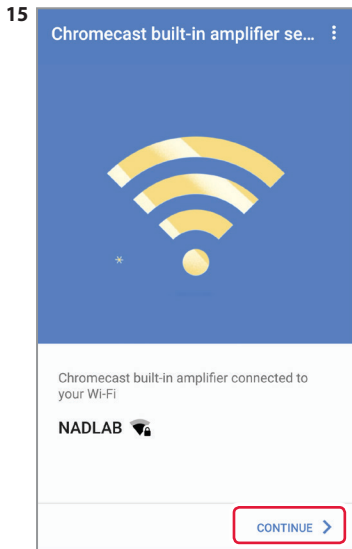 15
Chromecast built-in amplifier se...
Chromecast built-in amplifier connected to
your Wi-Fi
NADLAB
CONTINUE